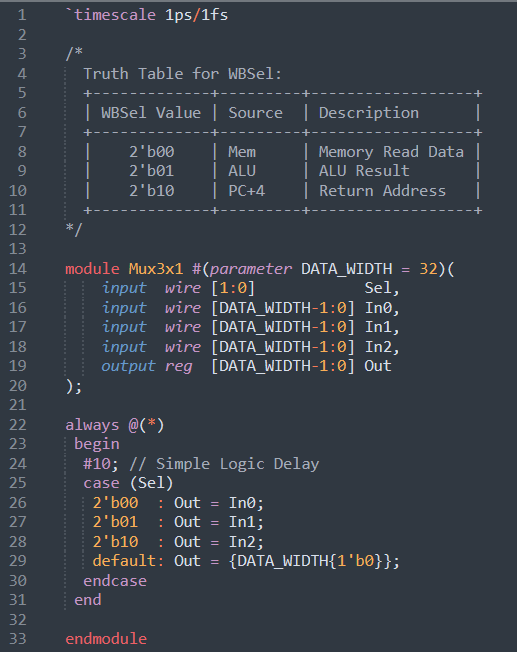 1 `timescale 1ps/1fs
2
3 /*
4   Truth Table for WBSel:
5   +-------------+---------+------------------+
6   | WBSel Value | Source  | Description      |
7   +-------------+---------+------------------+
8   |    2'b00    | Mem     | Memory Read Data |
9   |    2'b01    | ALU     | ALU Result       |
10   |    2'b10    | PC+4    | Return Address   |
11   +-------------+---------+------------------+
12 */
13
14 module Mux3x1 #(parameter DATA_WIDTH = 32)(
15     input  wire [1:0]            Sel,
16     input  wire [DATA_WIDTH-1:0] In0,
17     input  wire [DATA_WIDTH-1:0] In1,
18     input  wire [DATA_WIDTH-1:0] In2,
19     output reg  [DATA_WIDTH-1:0] Out
20 );
21
22 always @(*)
23  begin
24   #10; // Simple Logic Delay
25   case (Sel)
26    2'b00  : Out = In0;
27    2'b01  : Out = In1;
28    2'b10  : Out = In2;
29    default: Out = {DATA_WIDTH{1'b0}};
30   endcase
31  end
32
33 endmodule